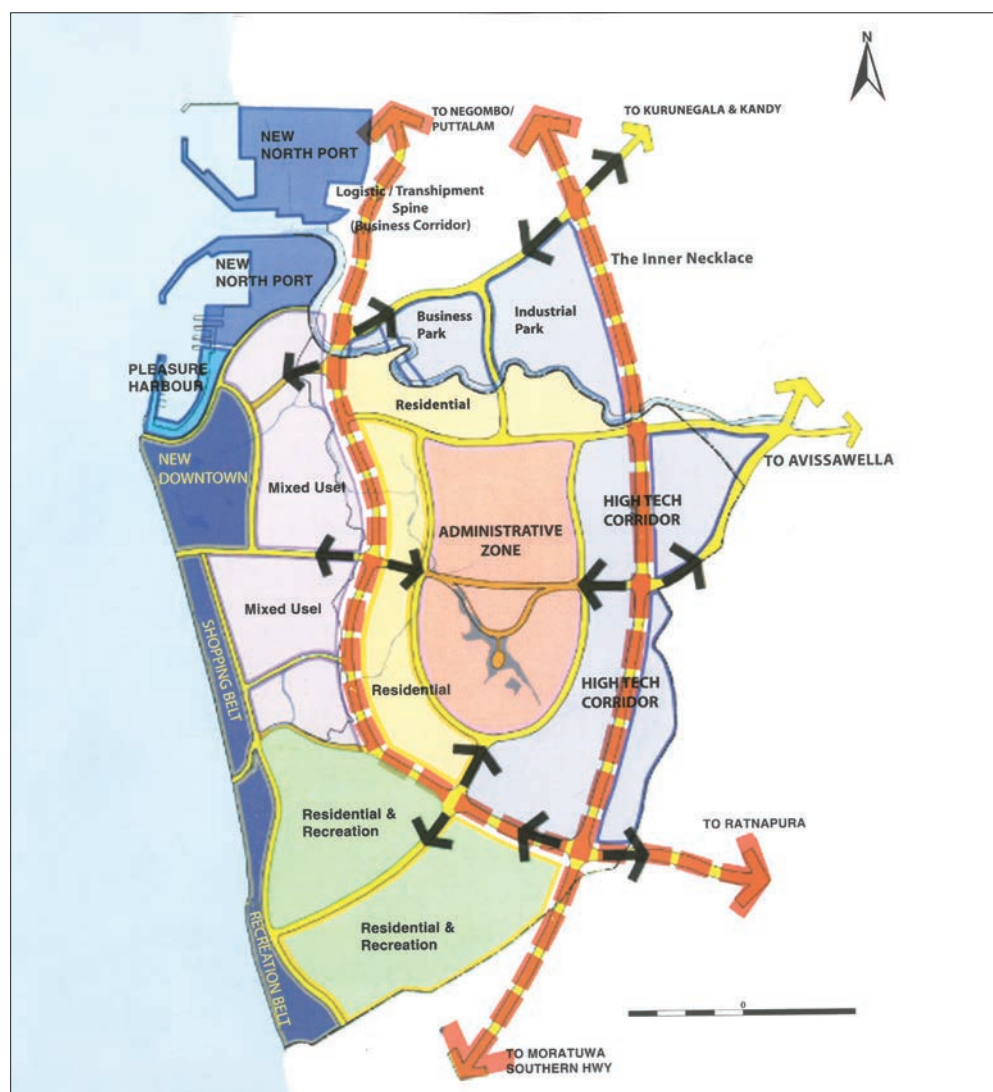 N
TO NEGOMBO/
PUTTALAM
TO KURUNEGALA & KANDY
NEW
NORTH PORT
Logistic / Transhipment
Spine
(Business Corridor)
The Inner Necklace
NEW
NORTH PORT
Business
Park
Industrial
Park
PLEASURE
HARBOUR
Residential
NEW
DOWNTOWN
TO AVISSAWELLA
Mixed Usel
HIGH TECH
CORRIDOR
ADMINISTRATIVE
ZONE
Mixed Usel
SHOPPING BELT
Residential
HIGH TECH
CORRIDOR
Residential &
Recreation
TO RATNAPURA
Residential &
Recreation
RECREATION BELT
0
TO MORATUWA
SOUTHERN HWY